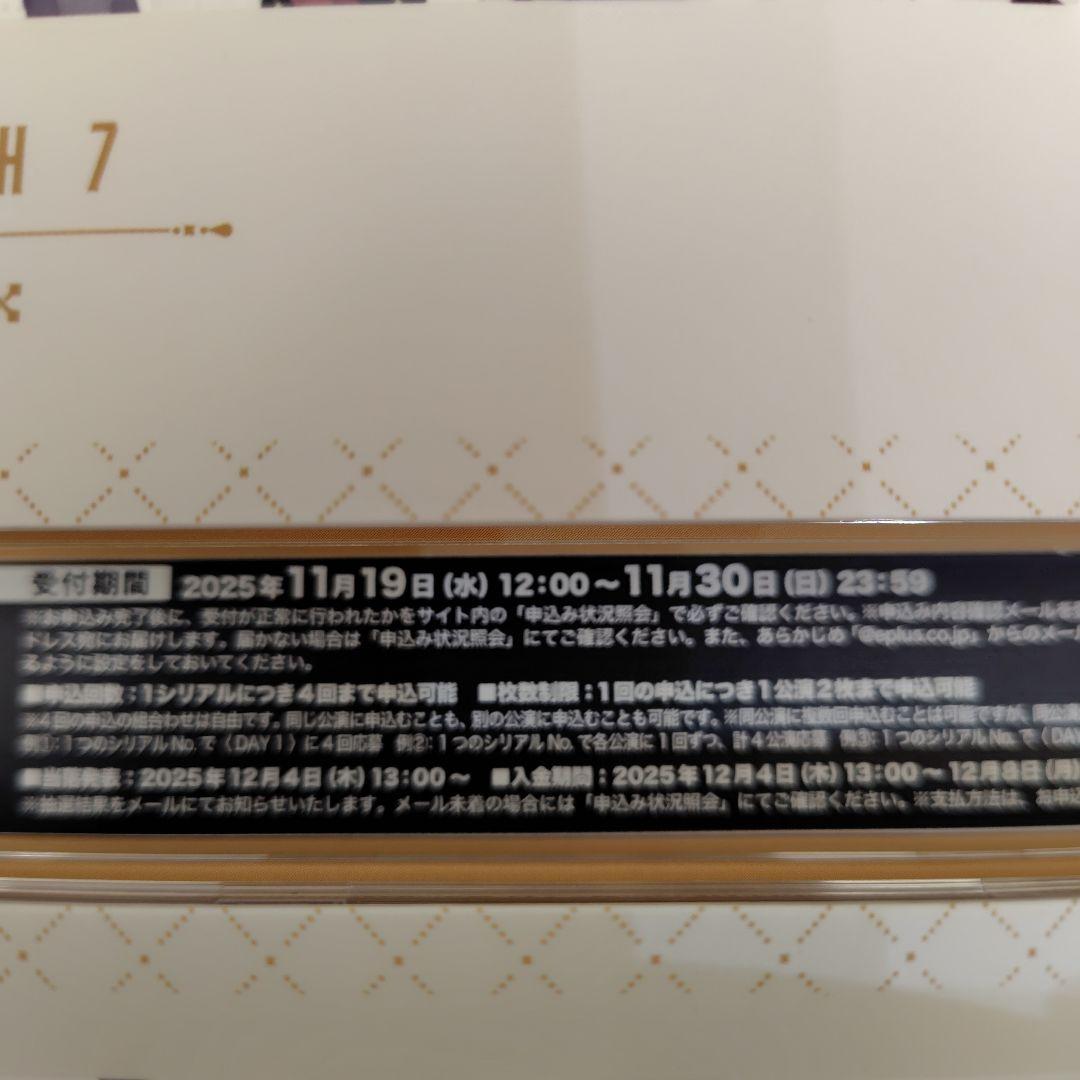 H 7
受付期間 2025年11月19日(水) 12:00～11月30日(日) 23:59
※お申込み完了後に、受付が正常に行われたかをサイト内の「申込み状況照会」で必ずご確認ください。※申込み内容確認メールを
ドレス宛にお届けします。届かない場合は「申込み状況照会」にてご確認ください。また、あらかじめ「@eplus.co.jp」からのメー
るように設定をしておいてください。
■申込回数：1シリアルにつき4回まで申込可能 ■枚数制限：1回の申込につき1公演2枚まで申込可能
※4回の申込の組合わせは自由です。同じ公演に申込むことも、別の公演に申込むことも可能です。※同公演に複数回申込むことは可能ですが、同公
例①：1つのシリアルNo.で〈DAY1〉に4回応募 例②：1つのシリアルNo.で各公演に1回ずつ、計4公演応募 例③：1つのシリアルNo.で〈DA
■当落発表：2025年12月4日(木)13:00～ ■入金期間：2025年12月4日(木)13:00～12月8日(月)
※抽選結果をメールにてお知らせいたします。メール未着の場合には「申込み状況照会」にてご確認ください。※支払方法は、お申込